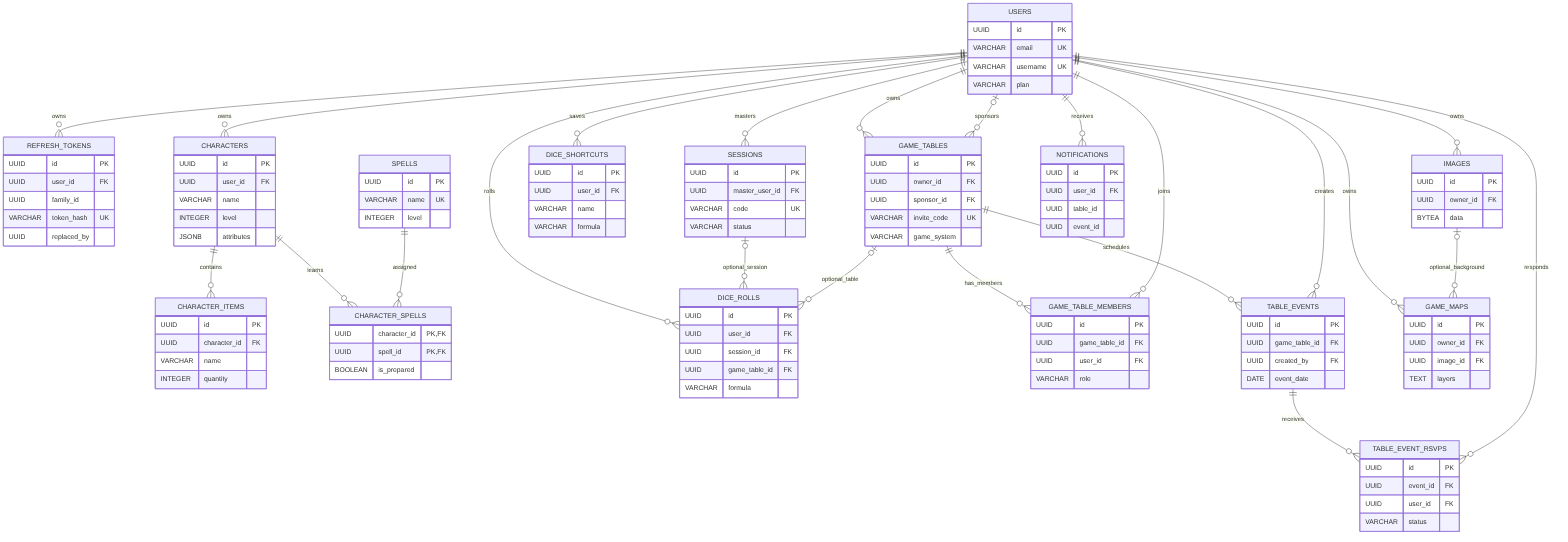 USERS
UUID id PK
VARCHAR email UK
VARCHAR username UK
VARCHAR plan
owns
owns
saves
masters
owns
sponsors
receives
owns
rolls
joins
creates
owns
responds
REFRESH_TOKENS
UUID id PK
UUID user_id FK
UUID family_id
VARCHAR token_hash UK
UUID replaced_by
CHARACTERS
UUID id PK
UUID user_id FK
VARCHAR name
INTEGER level
JSONB attributes
SPELLS
UUID id PK
VARCHAR name UK
INTEGER level
DICE_SHORTCUTS
UUID id PK
UUID user_id FK
VARCHAR name
VARCHAR formula
SESSIONS
UUID id PK
UUID master_user_id FK
VARCHAR code UK
VARCHAR status
GAME_TABLES
UUID id PK
UUID owner_id FK
UUID sponsor_id FK
VARCHAR invite_code UK
VARCHAR game_system
NOTIFICATIONS
UUID id PK
UUID user_id FK
UUID table_id
UUID event_id
IMAGES
UUID id PK
UUID owner_id FK
BYTEA data
contains
learns
assigned
optional_session
optional_table
has_members
schedules
optional_background
CHARACTER_ITEMS
UUID id PK
UUID character_id FK
VARCHAR name
INTEGER quantity
CHARACTER_SPELLS
UUID character_id PK,FK
UUID spell_id PK,FK
BOOLEAN is_prepared
DICE_ROLLS
UUID id PK
UUID user_id FK
UUID session_id FK
UUID game_table_id FK
VARCHAR formula
GAME_TABLE_MEMBERS
UUID id PK
UUID game_table_id FK
UUID user_id FK
VARCHAR role
TABLE_EVENTS
UUID id PK
UUID game_table_id FK
UUID created_by FK
DATE event_date
GAME_MAPS
UUID id PK
UUID owner_id FK
UUID image_id FK
TEXT layers
receives
TABLE_EVENT_RSVPS
UUID id PK
UUID event_id FK
UUID user_id FK
VARCHAR status